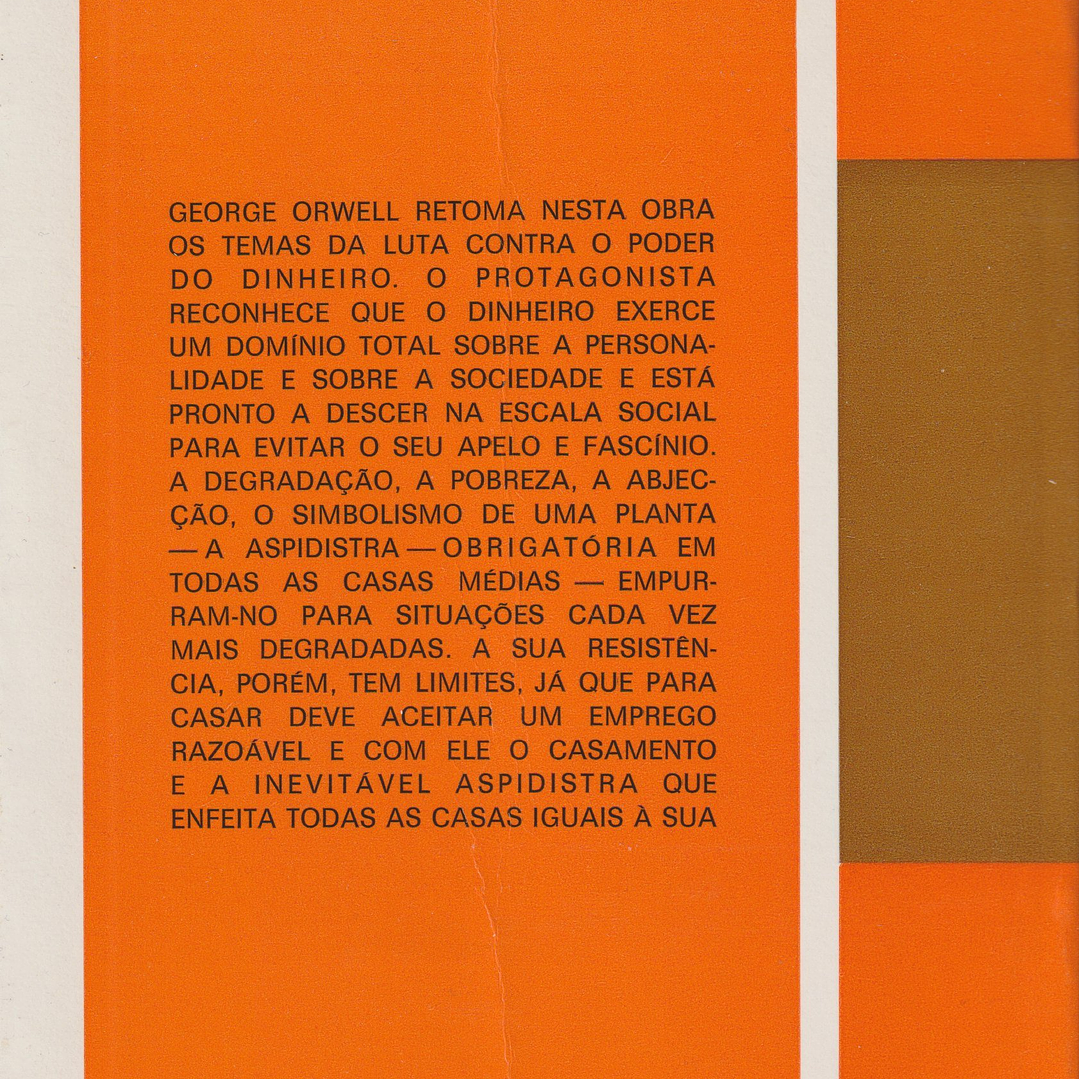 GEORGE ORWELL RETOMA NESTA OBRA
OS TEMAS DA LUTA CONTRA O PODER
DO DINHEIRO. O PROTAGONISTA
RECONHECE QUE O DINHEIRO EXERCE
UM DOMÍNIO TOTAL SOBRE A PERSONA-
LIDADE E SOBRE A SOCIEDADE E ESTÁ
PRONTO A DESCER NA ESCALA SOCIAL
PARA EVITAR O SEU APELO E FASCÍNIO.
A DEGRADAÇÃO, A POBREZA, A ABJEC-
ÇÃO, O SIMBOLISMO DE UMA PLANTA
— A ASPIDISTRA — OBRIGATÓRIA EM
TODAS AS CASAS MÉDIAS — EMPUR-
RAM-NO PARA SITUAÇÕES CADA VEZ
MAIS DEGRADADAS. A SUA RESISTÊN-
CIA, PORÉM, TEM LIMITES, JÁ QUE PARA
CASAR DEVE ACEITAR UM EMPREGO
RAZOÁVEL E COM ELE O CASAMENTO
E A INEVITÁVEL ASPIDISTRA QUE
ENFEITA TODAS AS CASAS IGUAIS À SUA